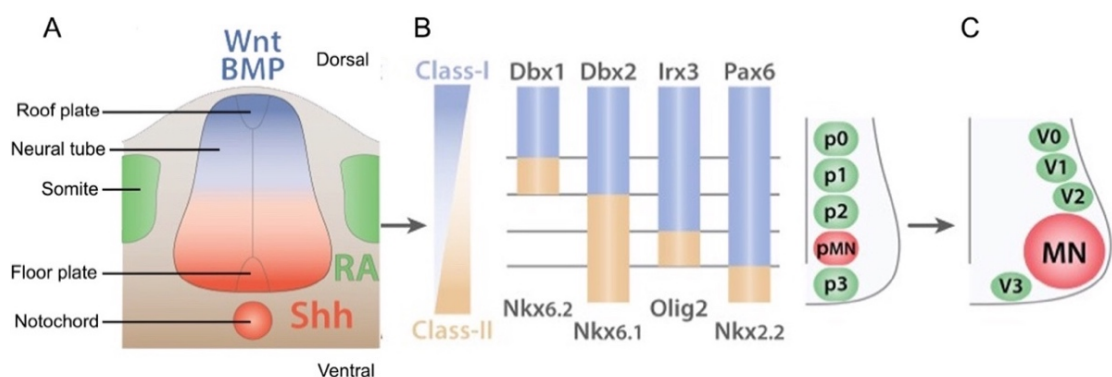 A
Wnt
BMP
Dorsal
Roof plate
Neural tube
Somite
Floor plate
RA
Notochord
Shh
Ventral
B
Class-I
Dbx1 Dbx2 Irx3 Pax6
Nkx6.2
Nkx6.1
Olig2
Nkx2.2
Class-II
p0
p1
p2
pMN
p3
C
V0
V1
V2
MN
V3